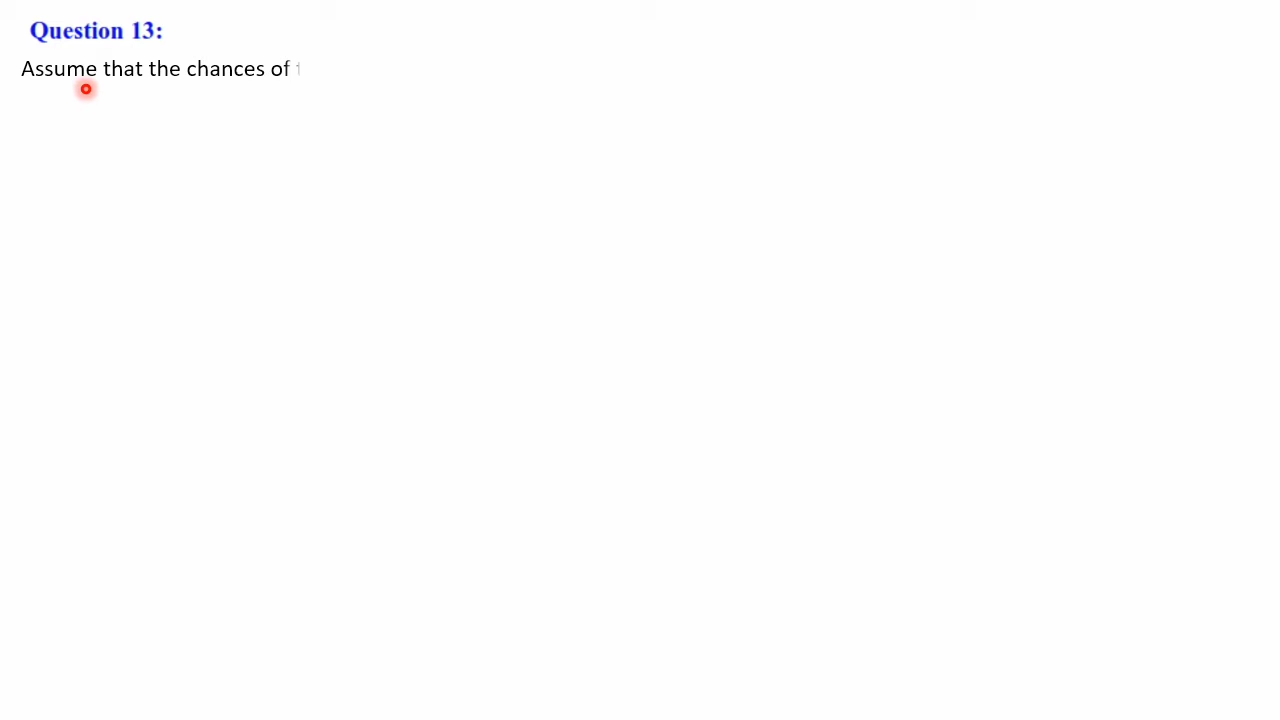 Question 13:
Assume that the chances of